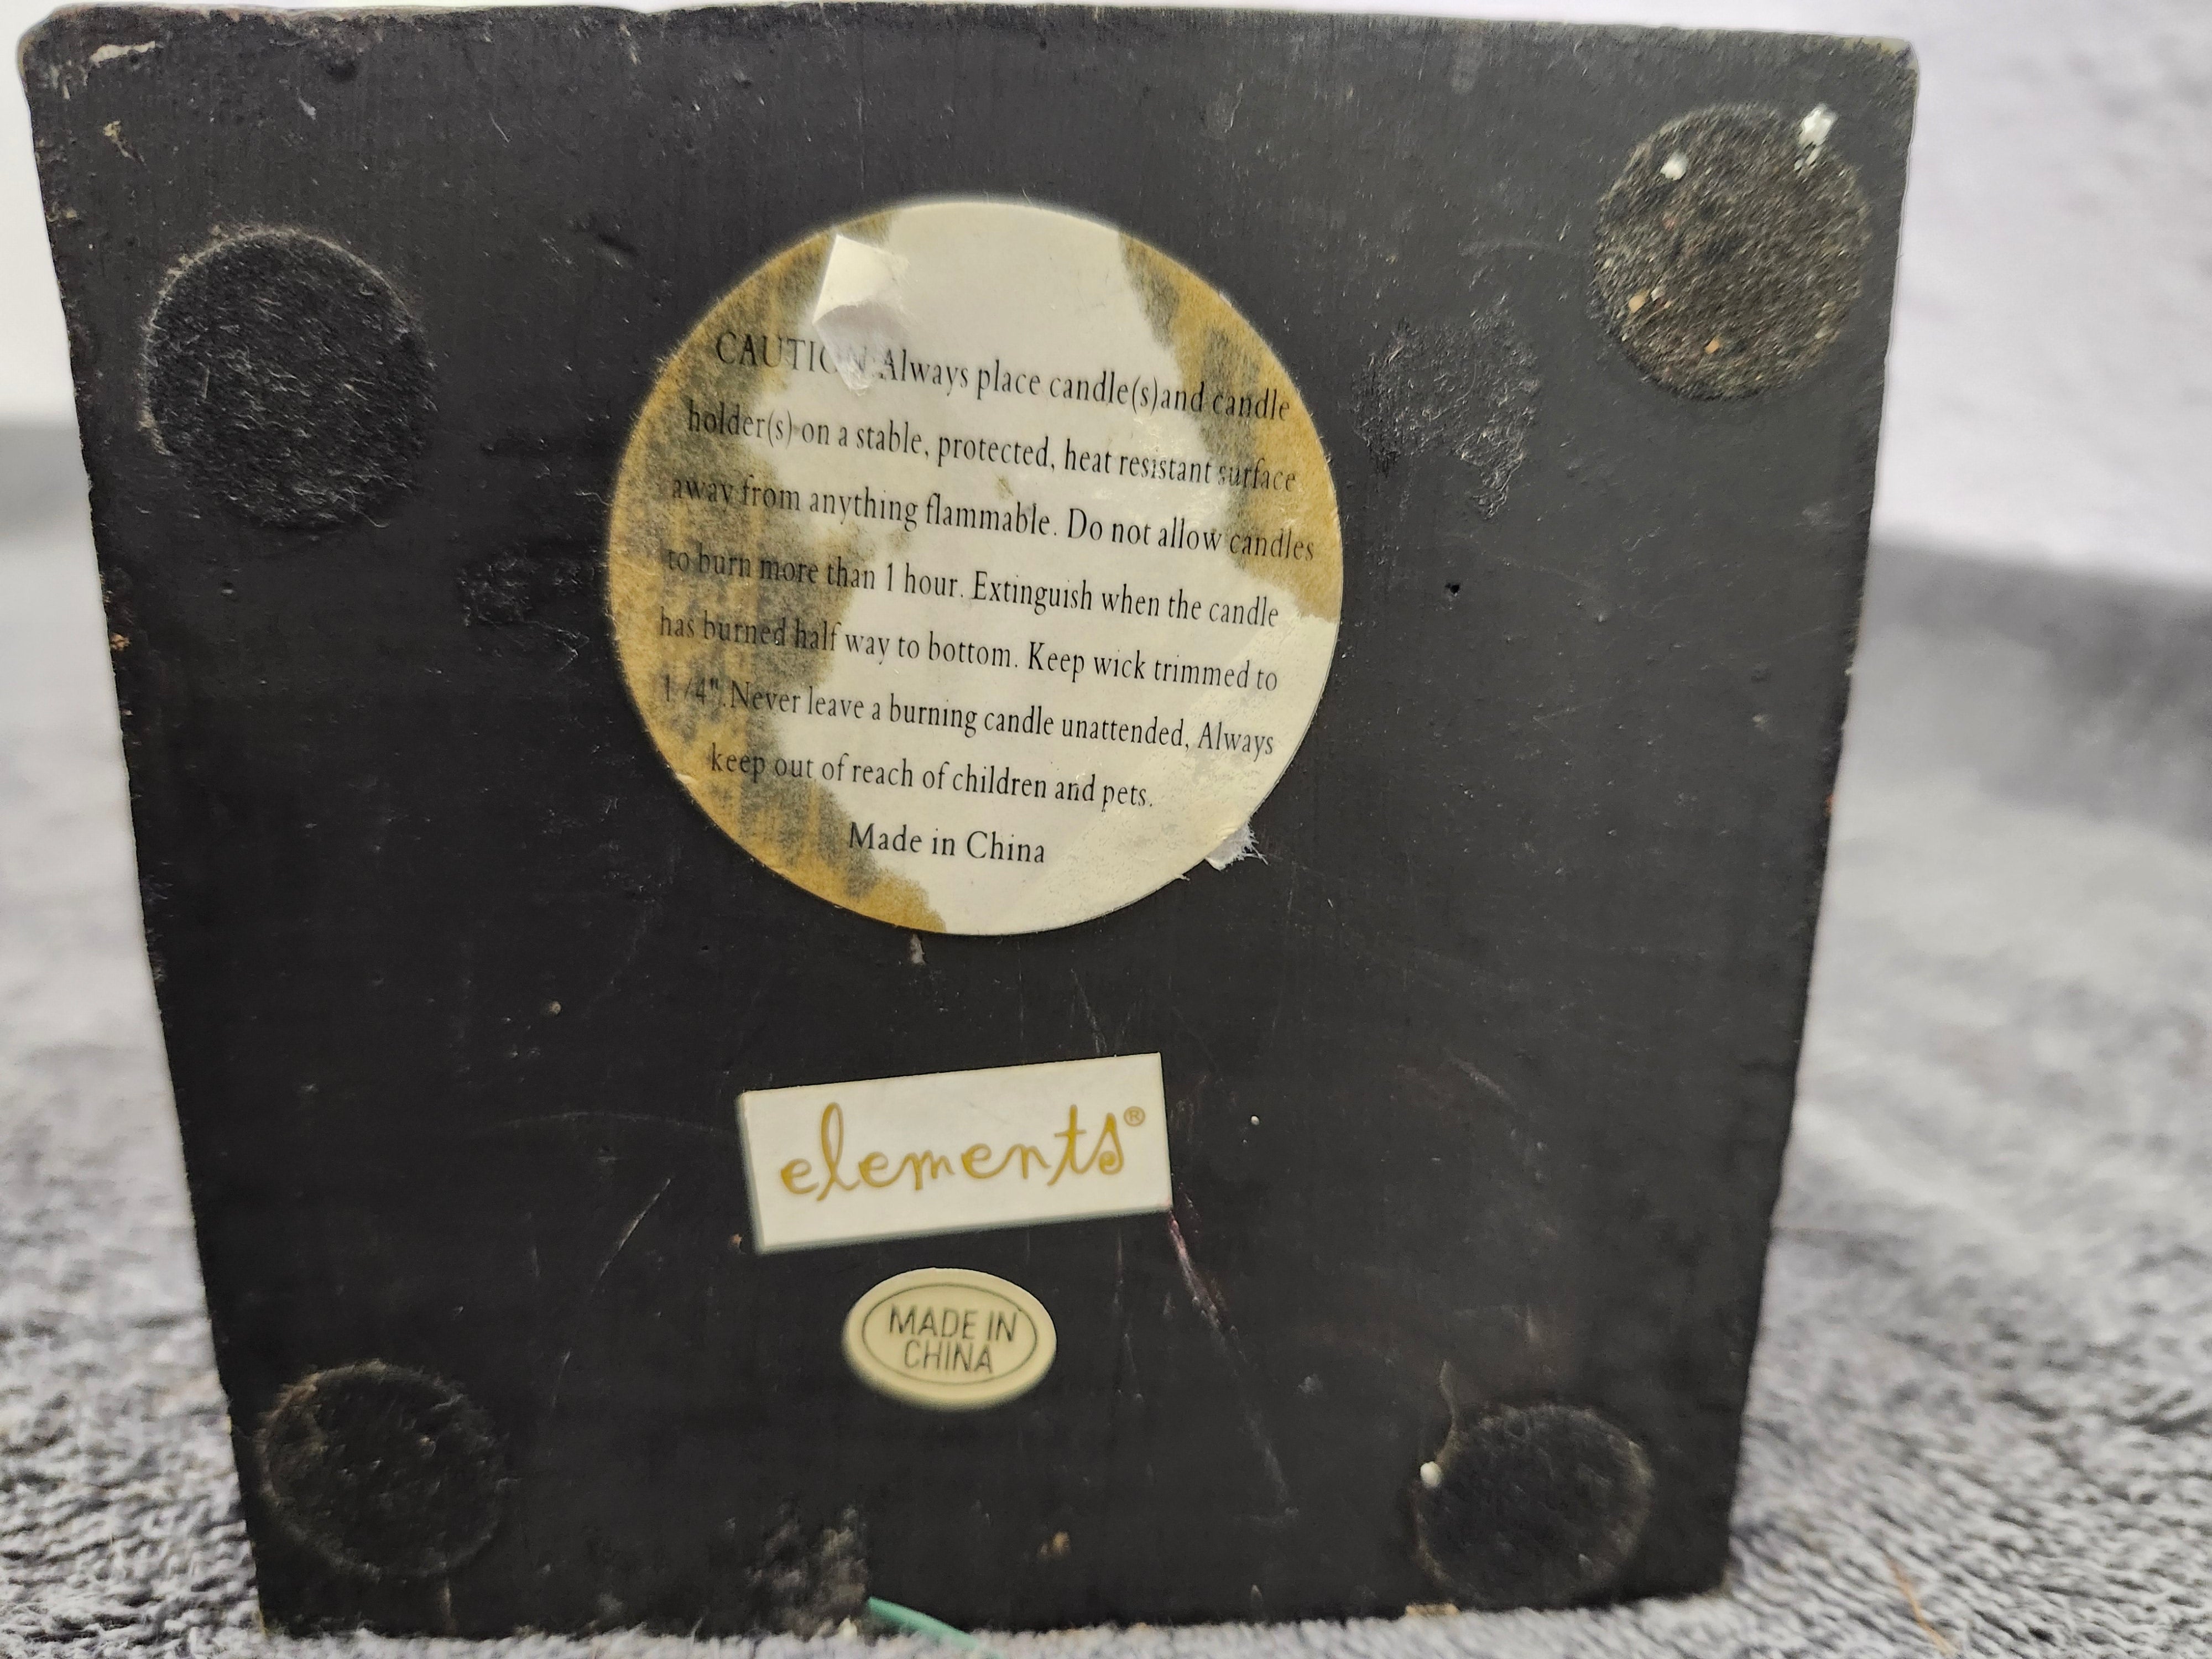 CAUTION: Always place candle(s)and candle
holder(s) on a stable, protected, heat resistant surface
away from anything flammable. Do not allow candles
to burn more than 1 hour. Extinguish when the candle
has burned half way to bottom. Keep wick trimmed to
1/4". Never leave a burning candle unattended, Always
keep out of reach of children and pets.
Made in China
elements®
MADE IN
CHINA